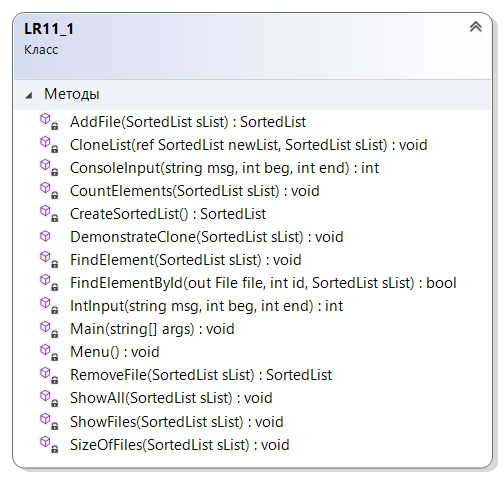 LR11_1
Класс
Методы
AddFile(SortedList sList) : SortedList
CloneList(ref SortedList newList, SortedList sList) : void
ConsoleInput(string msg, int beg, int end) : int
CountElements(SortedList sList) : void
CreateSortedList() : SortedList
DemonstrateClone(SortedList sList) : void
FindElement(SortedList sList) : void
FindElementById(out File file, int id, SortedList sList) : bool
IntInput(string msg, int beg, int end) : int
Main(string[] args) : void
Menu() : void
RemoveFile(SortedList sList) : SortedList
ShowAll(SortedList sList) : void
ShowFiles(SortedList sList) : void
SizeOfFiles(SortedList sList) : void